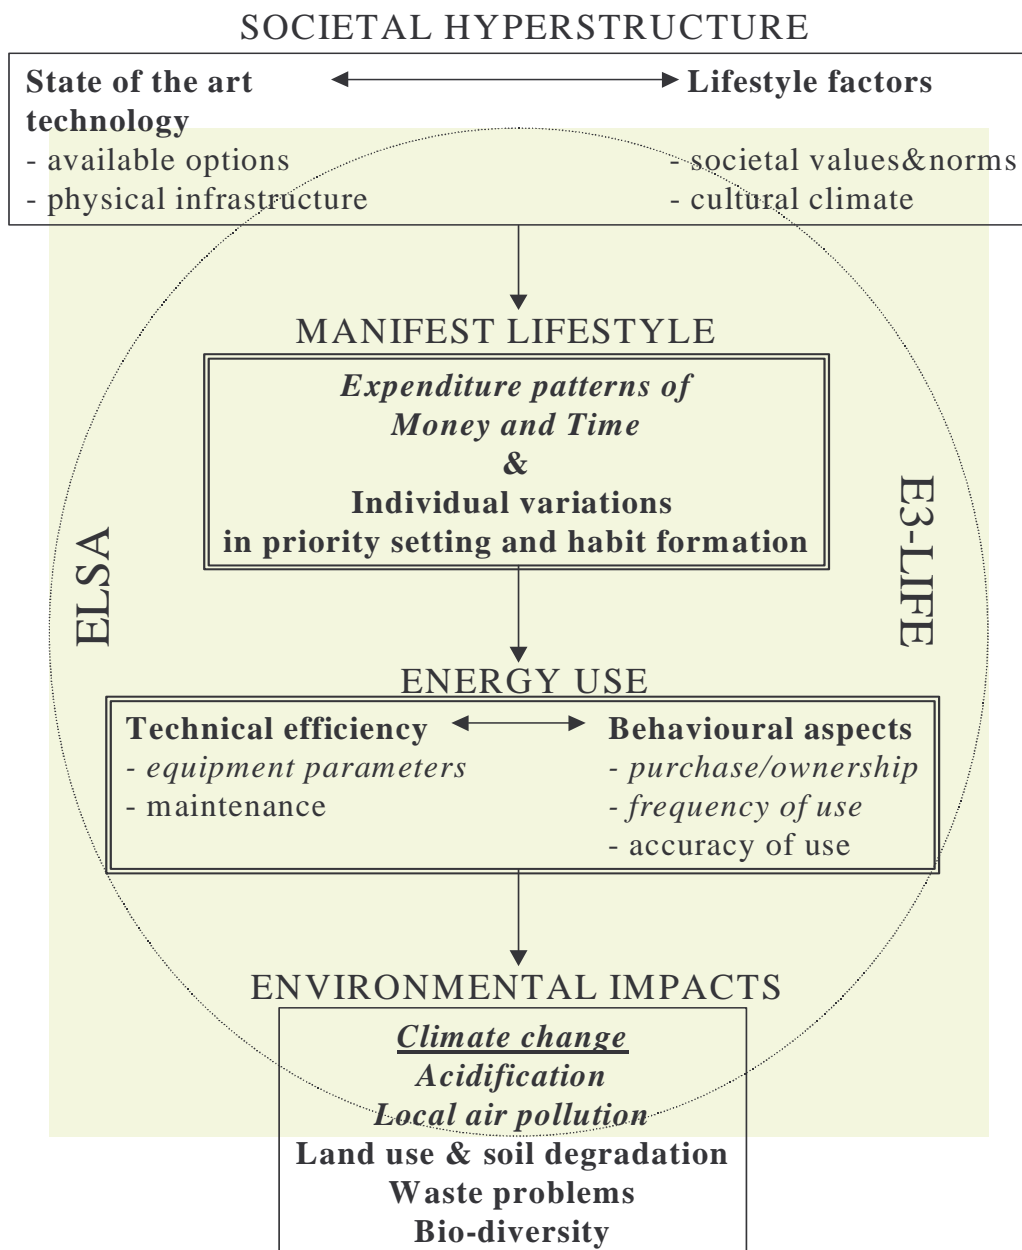 SOCIETAL HYPERSTRUCTURE
State of the art
technology
- available options
- physical infrastructure
Lifestyle factors
- societal values&norms
- cultural climate
MANIFEST LIFESTYLE
Expenditure patterns of
Money and Time
&
Individual variations
in priority setting and habit formation
ELSA
E3-LIFE
ENERGY USE
Technical efficiency
- equipment parameters
- maintenance
Behavioural aspects
- purchase/ownership
- frequency of use
- accuracy of use
ENVIRONMENTAL IMPACTS
Climate change
Acidification
Local air pollution
Land use & soil degradation
Waste problems
Bio-diversity